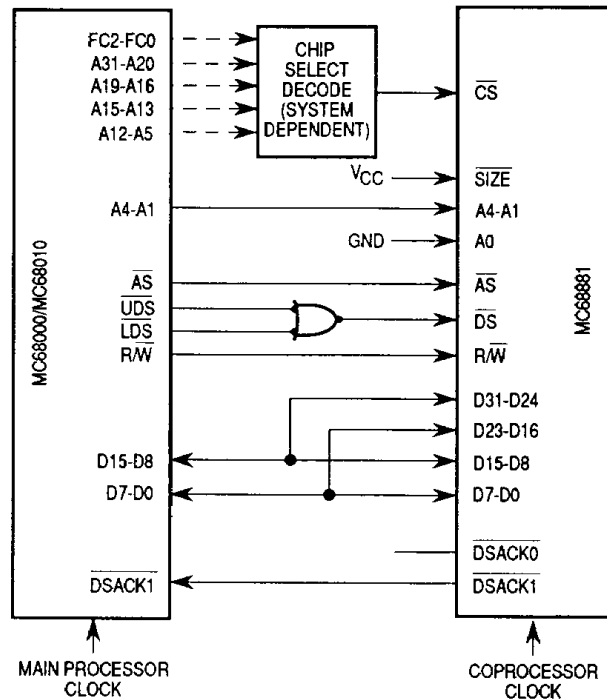 MC68000/MC68010
FC2-FC0
A31-A20
A19-A16
A15-A13
A12-A5
A4-A1
AS
UDS
LDS
R/W
D15-D8
D7-D0
DSACK1
MAIN PROCESSOR
CLOCK
CHIP
SELECT
DECODE
(SYSTEM
DEPENDENT)
VCC
GND
CS
SIZE
A4-A1
A0
AS
DS
R/W
D31-D24
D23-D16
D15-D8
D7-D0
DSACK0
DSACK1
MC68881
COPROCESSOR
CLOCK